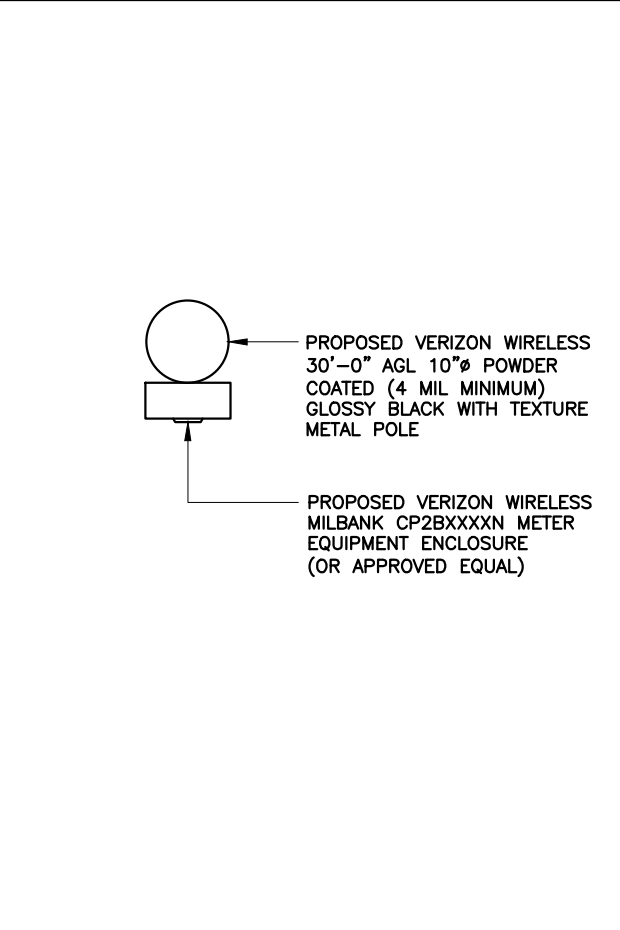 PROPOSED VERIZON WIRELESS
30'-0" AGL 10"ø POWDER
COATED (4 MIL MINIMUM)
GLOSSY BLACK WITH TEXTURE
METAL POLE
PROPOSED VERIZON WIRELESS
MILBANK CP2BXXXXN METER
EQUIPMENT ENCLOSURE
(OR APPROVED EQUAL)